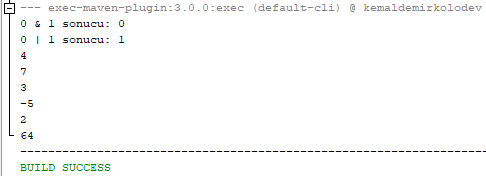 --- exec-maven-plugin:3.0.0:exec (default-cli) @ kemaldemirkolodev
0 & 1 sonucu: 0
0 | 1 sonucu: 1
4
7
3
-5
2
64
------------------------------------------------------------------------
BUILD SUCCESS